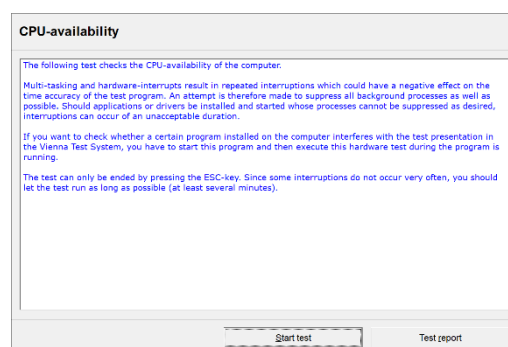 CPU-availability
The following test checks the CPU-availability of the computer.
Multi-tasking and hardware-interrupts result in repeated interruptions which could have a negative effect on the
time accuracy of the test program. An attempt is therefore made to suppress all background processes as well as
possible. Should applications or drivers be installed and started whose processes cannot be suppressed as desired,
interruptions can occur of an unacceptable duration.
If you want to check whether a certain program installed on the computer interferes with the test presentation in
the Vienna Test System, you have to start this program and then execute this hardware test during the program is
running.
The test can only be ended by pressing the ESC-key. Since some interruptions do not occur very often, you should
let the test run as long as possible (at least several minutes).
Start test
Test report